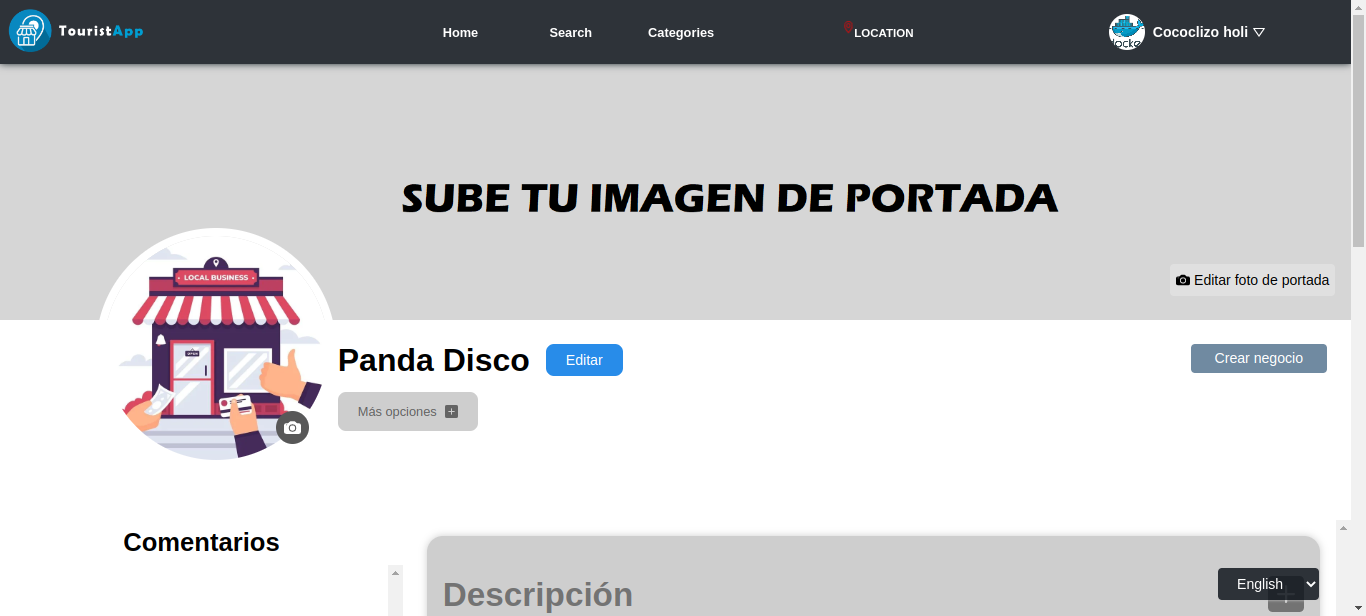 TouristApp
Home
Search
Categories
LOCATION
Cococlizo holi
SUBE TU IMAGEN DE PORTADA
LOCAL BUSINESS
OPEN
Editar foto de portada
Panda Disco
Editar
Crear negocio
Más opciones
Comentarios
Descripción
English